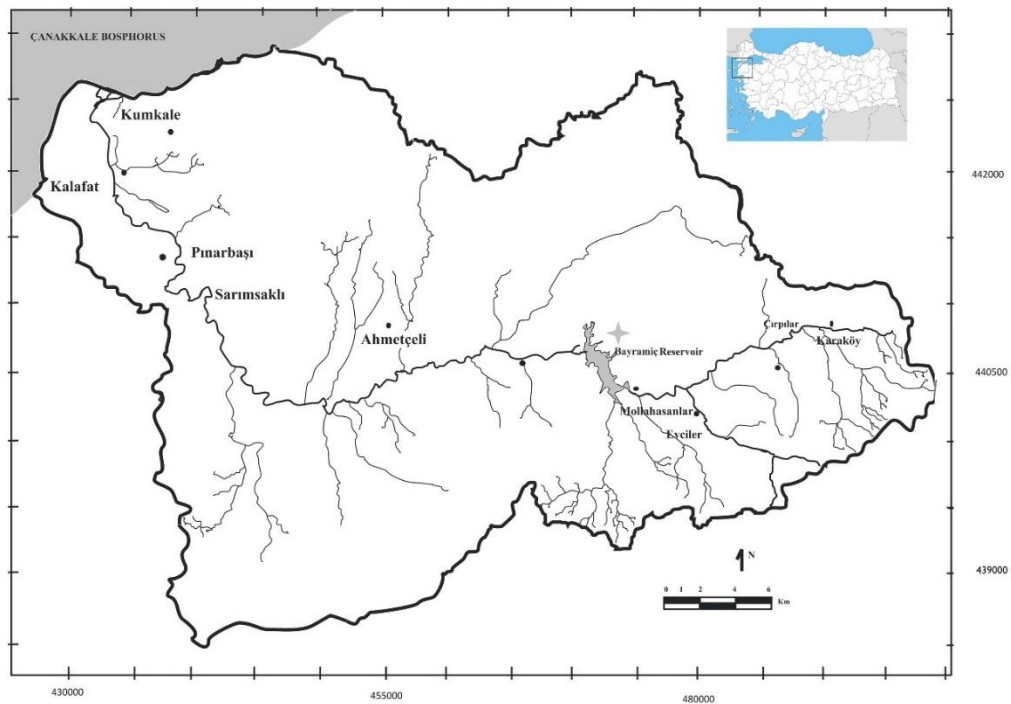 ÇANAKKALE BOSPHORUS
Kumkale
Kalafat
442000
Pınarbaşı
Sarımsaklı
Ahmetçeli
Çırpılar
Karaköy
Bayramiç Reservoir
440500
Mollahasanlar
Evciler
N
0 1 2 4 6
Km
439000
430000
455000
480000